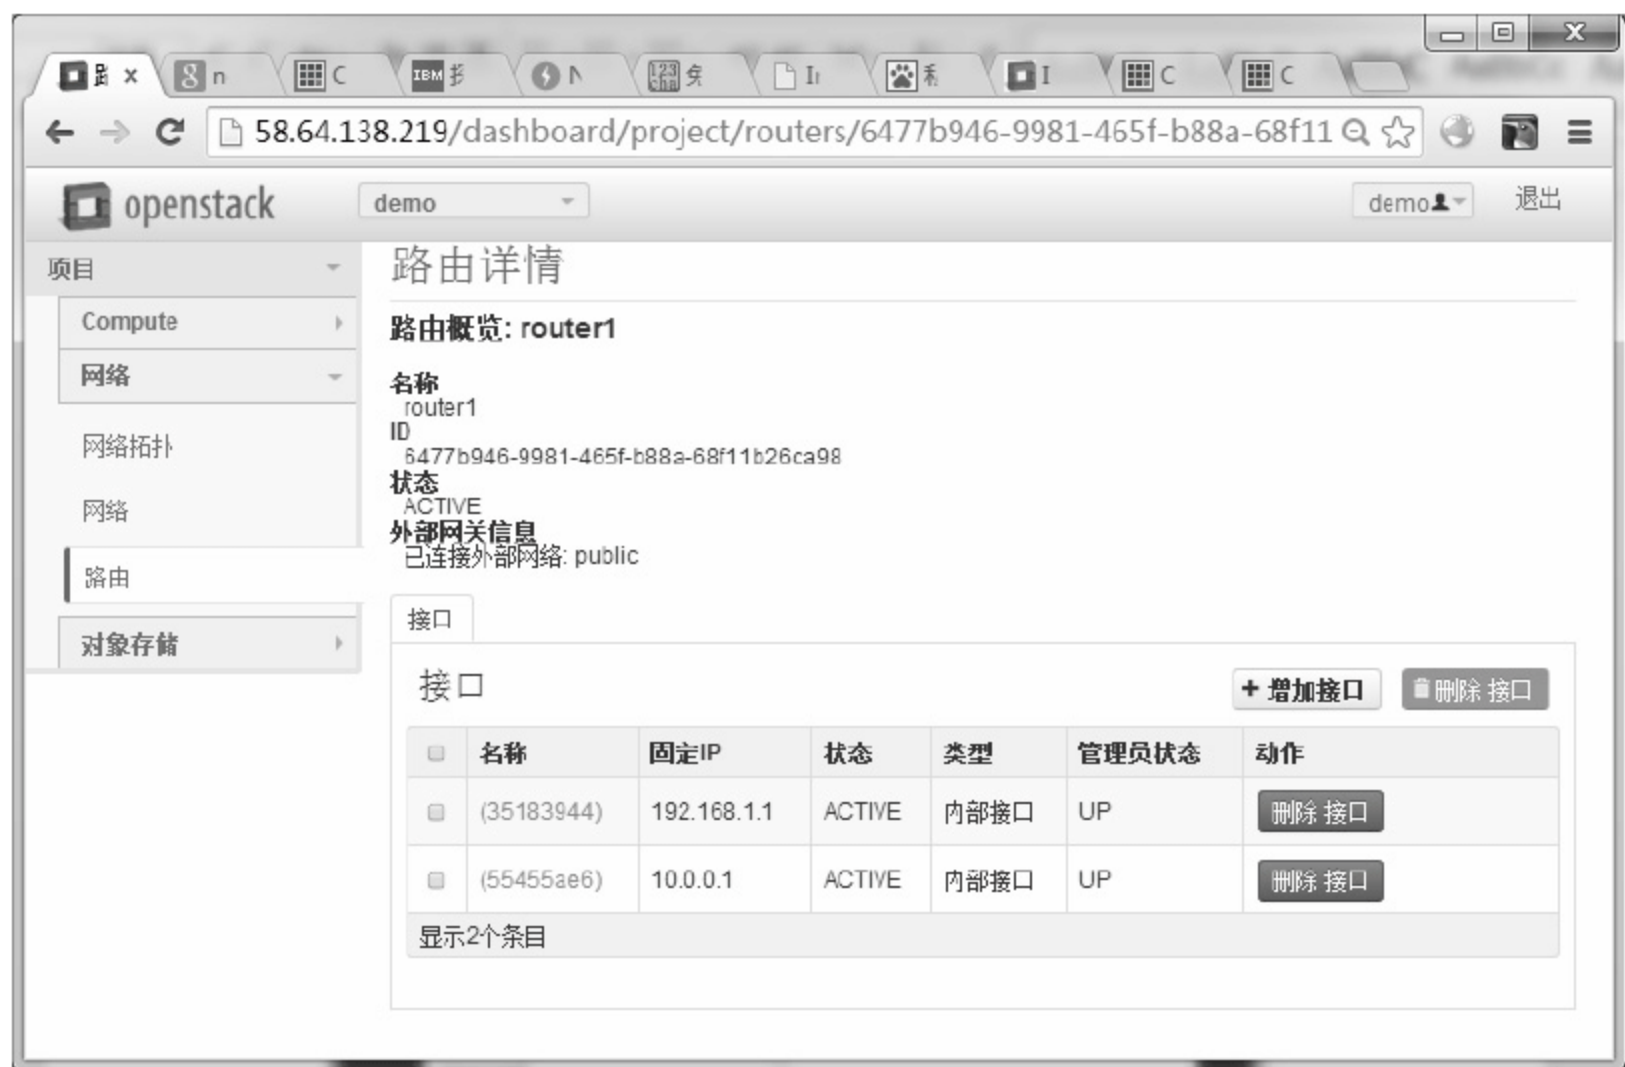 n
C
IBM
N
123
cha
I
C
C
58.64.138.219/dashboard/project/routers/6477b946-9981-465f-b88a-68f11
openstack
demo
demo
退出
项目
Compute
网络
网络拓扑
网络
路由
对象存储
路由详情
路由概览: router1
名称
router1
ID
6477b946-9981-465f-b88a-68f11b26ca98
状态
ACTIVE
外部网关信息
已连接外部网络: public
接口
接口
+ 增加接口
删除 接口
名称 固定IP 状态 类型 管理员状态 动作
(35183944) 192.168.1.1 ACTIVE 内部接口 UP 删除 接口
(55455ae6) 10.0.0.1 ACTIVE 内部接口 UP 删除 接口
显示2个条目